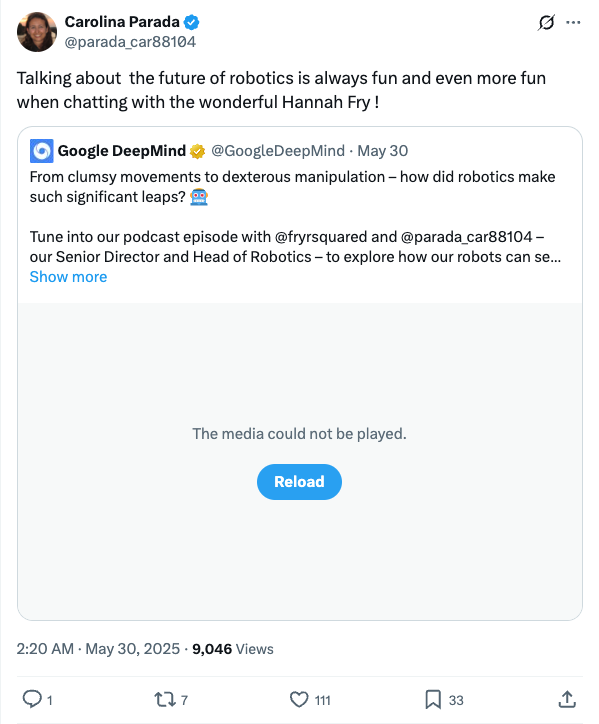 Carolina Parada
@parada_car88104
Talking about  the future of robotics is always fun and even more fun
when chatting with the wonderful Hannah Fry !
Google DeepMind @GoogleDeepMind · May 30
From clumsy movements to dexterous manipulation – how did robotics make
such significant leaps? 🤖
Tune into our podcast episode with @fryrsquared and @parada_car88104 –
our Senior Director and Head of Robotics – to explore how our robots can se...
Show more
The media could not be played.
Reload
2:20 AM · May 30, 2025 · 9,046 Views
1 7 111 33